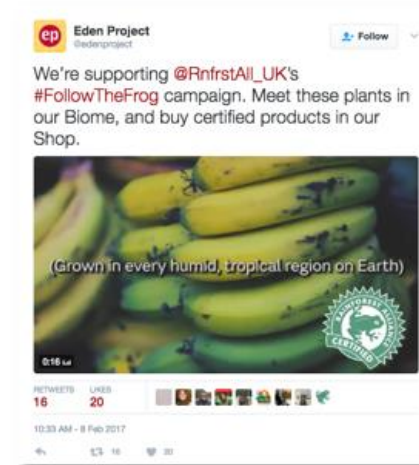 ep
Eden Project
@edenproject
Follow
We're supporting @RnfrstAll_UK's
#FollowTheFrog campaign. Meet these plants in
our Biome, and buy certified products in our
Shop.
(Grown in every humid, tropical region on Earth)
RAINFOREST ALLIANCE
CERTIFIED
0:16
RETWEETS LIKES
16 20
10:33 AM - 8 Feb 2017
16 20